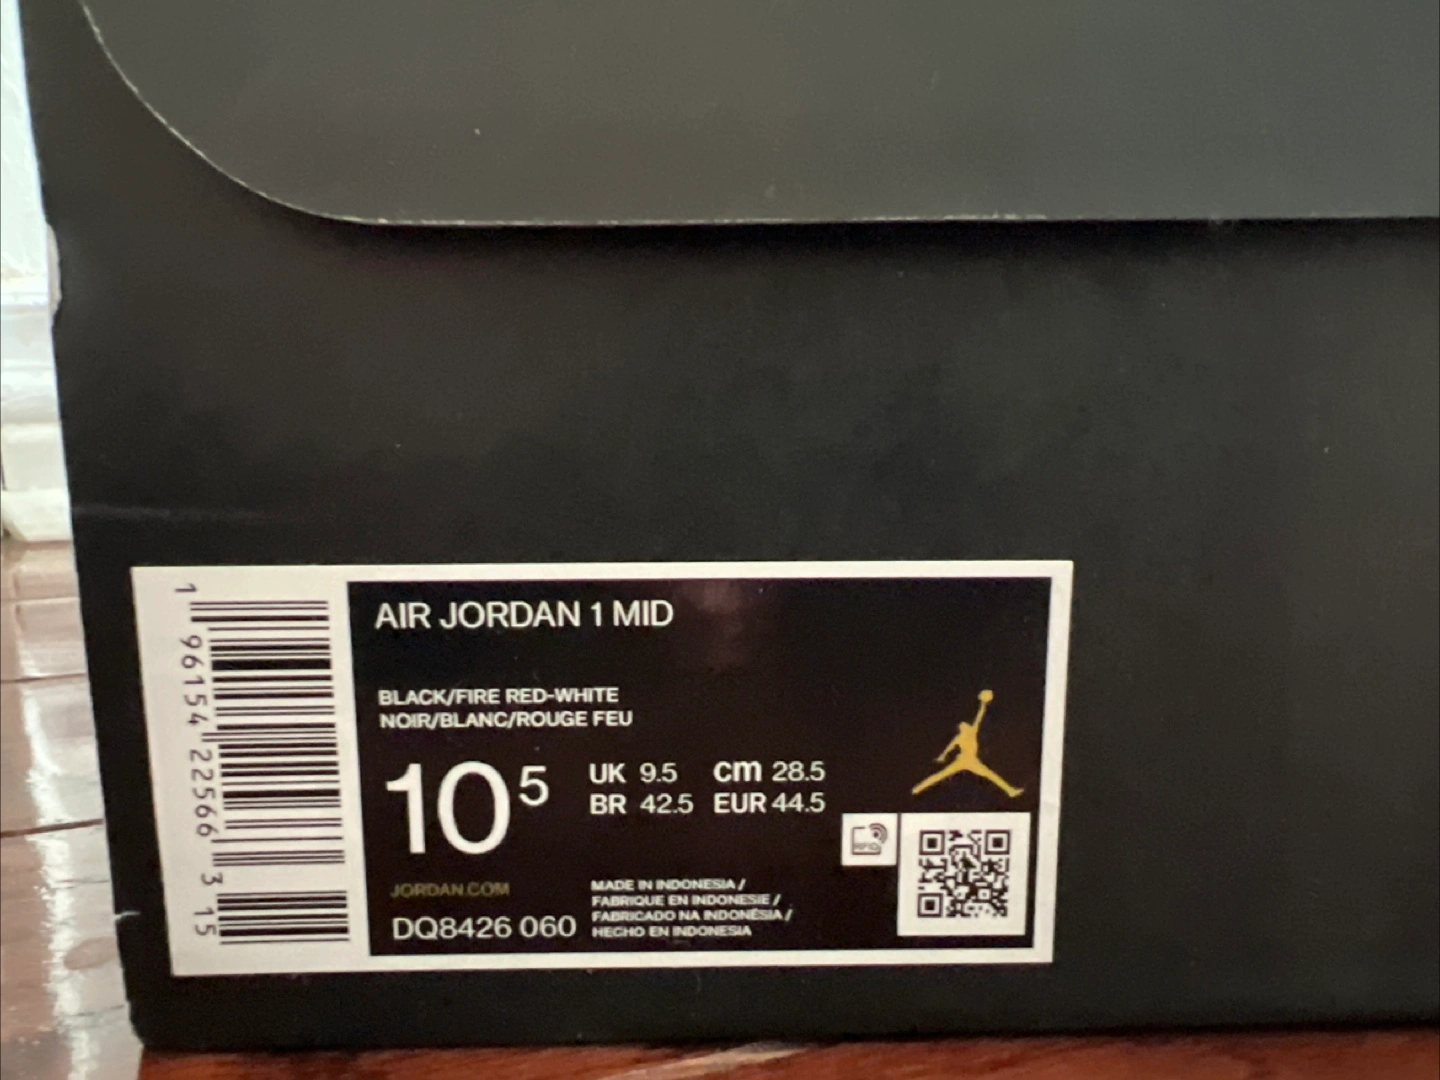 AIR JORDAN 1 MID
BLACK/FIRE RED-WHITE
NOIR/BLANC/ROUGE FEU
10 5
UK 9.5 cm 28.5
BR 42.5 EUR 44.5
JORDAN.COM
DQ8426 060
MADE IN INDONESIA /
FABRIQUE EN INDONESIE /
FABRICADO NA INDONÉSIA /
HECHO EN INDONESIA
RFID
1 96154 22566 3 15